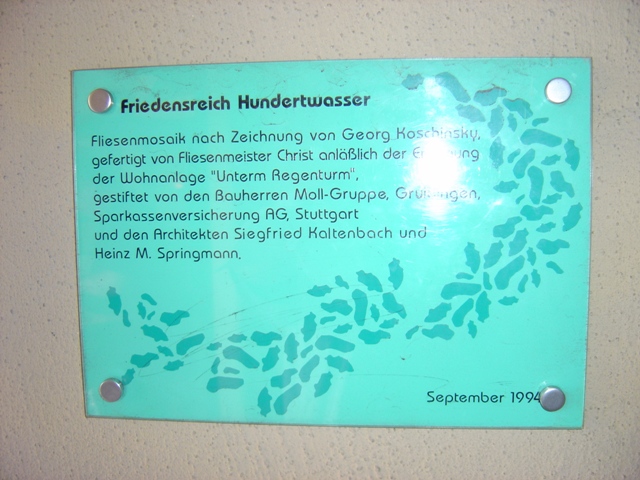 Friedensreich Hundertwasser
Fliesenmosaik nach Zeichnung von Georg Koschinsky,
gefertigt von Fliesenmeister Christ anläßlich der
der Wohnanlage "Unterm Regenturm",
gestiftet von den Bauherren Moll-Gruppe,
Sparkassenversicherung AG, Stuttgart
und den Architekten Siegfried Kaltenbach und
Heinz M. Springmann.
September 1994